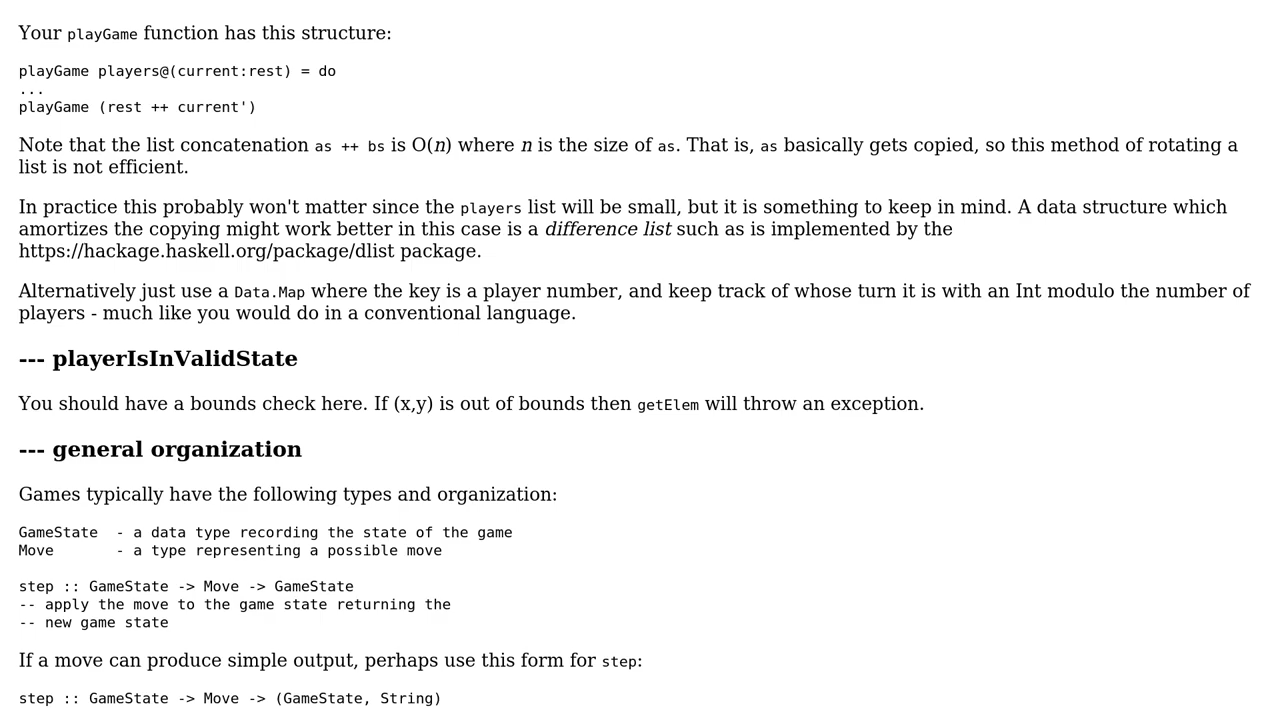 Your playGame function has this structure:
playGame players@(current:rest) = do
...
playGame (rest ++ current')
Note that the list concatenation as ++ bs is O(n) where n is the size of as. That is, as basically gets copied, so this method of rotating a
list is not efficient.
In practice this probably won't matter since the players list will be small, but it is something to keep in mind. A data structure which
amortizes the copying might work better in this case is a difference list such as is implemented by the
https://hackage.haskell.org/package/dlist package.
Alternatively just use a Data.Map where the key is a player number, and keep track of whose turn it is with an Int modulo the number of
players - much like you would do in a conventional language.
--- playerIsInValidState
You should have a bounds check here. If (x,y) is out of bounds then getElem will throw an exception.
--- general organization
Games typically have the following types and organization:
GameState  - a data type recording the state of the game
Move       - a type representing a possible move
step :: GameState -> Move -> GameState
-- apply the move to the game state returning the
-- new game state
If a move can produce simple output, perhaps use this form for step:
step :: GameState -> Move -> (GameState, String)